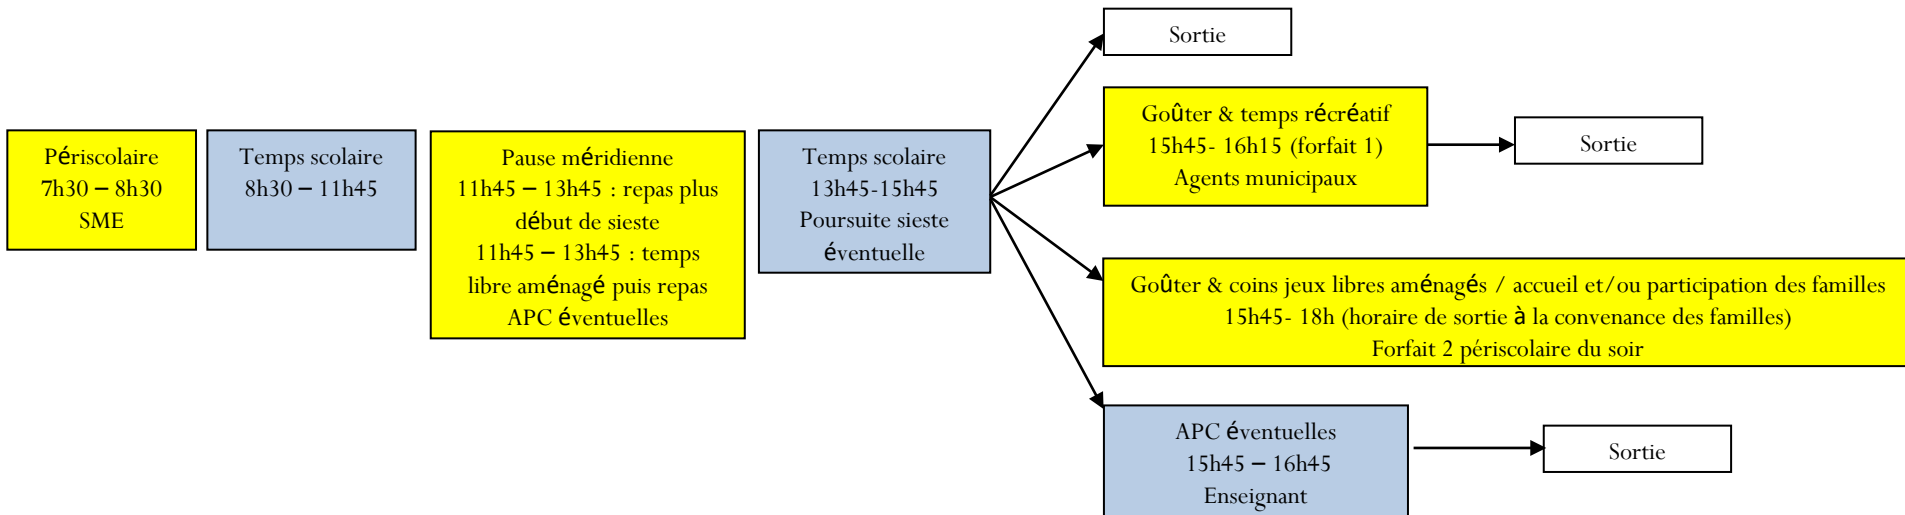 Périscolaire
7h30 – 8h30
SME
Temps scolaire
8h30 – 11h45
Pause méridienne
11h45 – 13h45 : repas plus
début de sieste
11h45 – 13h45 : temps
libre aménagé puis repas
APC éventuelles
Temps scolaire
13h45-15h45
Poursuite sieste
éventuelle
Sortie
Goûter & temps récréatif
15h45- 16h15 (forfait 1)
Agents municipaux
Sortie
Goûter & coins jeux libres aménagés / accueil et/ou participation des familles
15h45- 18h (horaire de sortie à la convenance des familles)
Forfait 2 périscolaire du soir
APC éventuelles
15h45 – 16h45
Enseignant
Sortie